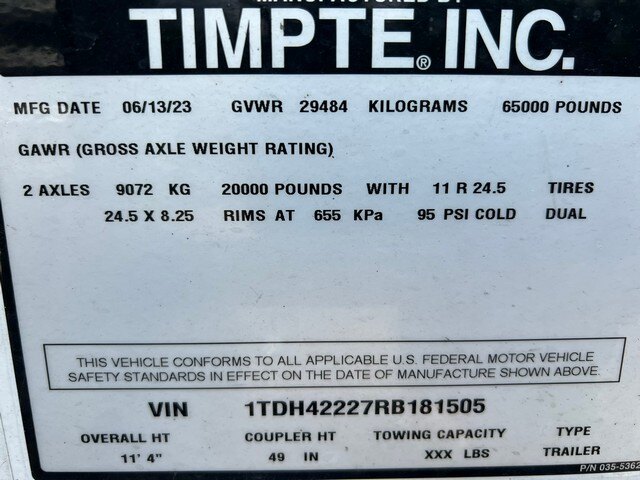 MANUFACTURED BY
TIMPTE® INC.
MFG DATE 06/13/23 GVWR 29484 KILOGRAMS 65000 POUNDS
GAWR (GROSS AXLE WEIGHT RATING)
2 AXLES 9072 KG 20000 POUNDS WITH 11 R 24.5 TIRES
24.5 X 8.25 RIMS AT 655 KPa 95 PSI COLD DUAL
THIS VEHICLE CONFORMS TO ALL APPLICABLE U.S. FEDERAL MOTOR VEHICLE
SAFETY STANDARDS IN EFFECT ON THE DATE OF MANUFACTURE SHOWN ABOVE.
VIN 1TDH42227RB181505
OVERALL HT COUPLER HT TOWING CAPACITY TYPE
11' 4" 49 IN XXX LBS TRAILER
P/N 035-5362